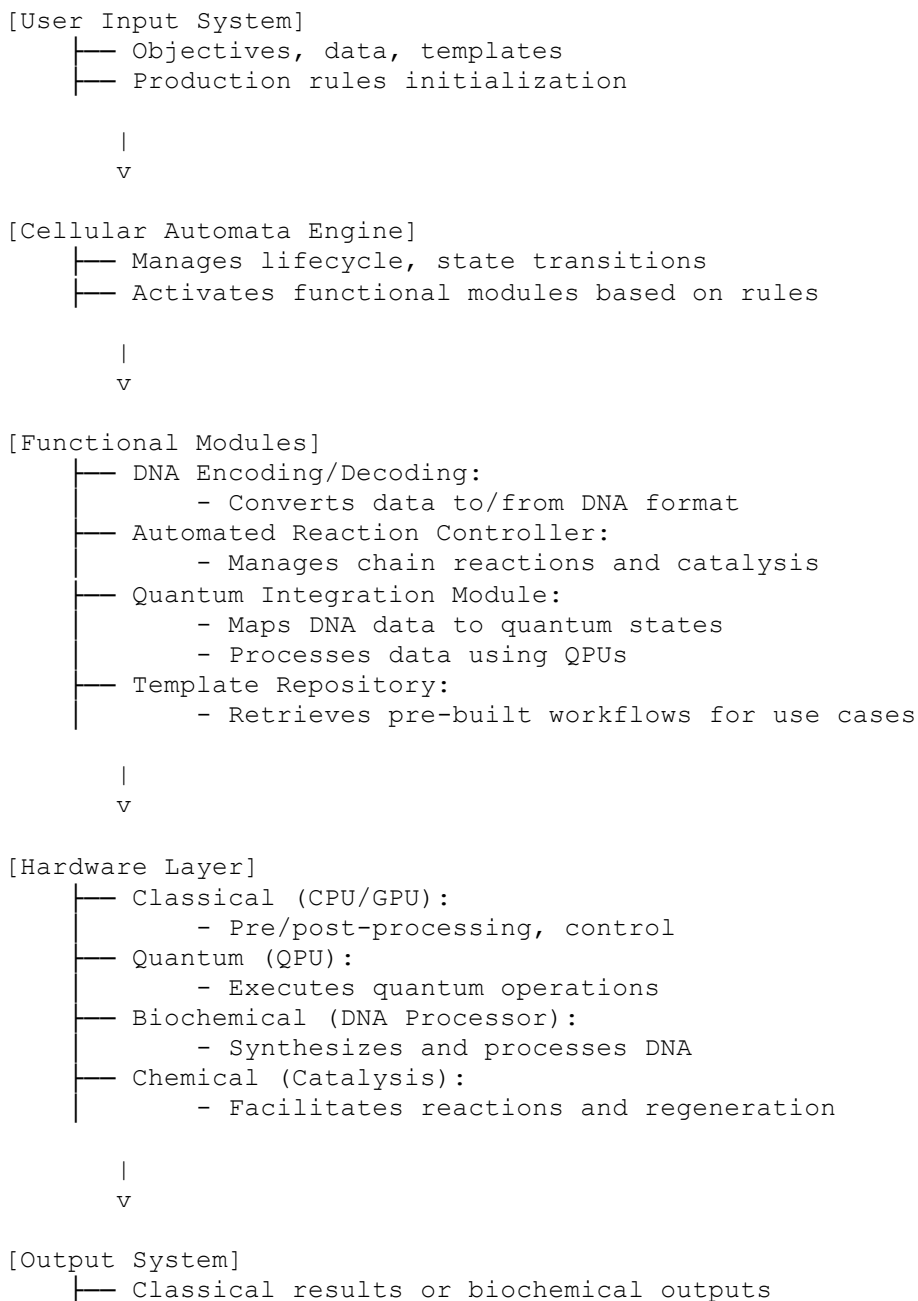 [User Input System]
├── Objectives, data, templates
├── Production rules initialization
|
v
[Cellular Automata Engine]
├── Manages lifecycle, state transitions
├── Activates functional modules based on rules
|
v
[Functional Modules]
├── DNA Encoding/Decoding:
│ - Converts data to/from DNA format
├── Automated Reaction Controller:
│ - Manages chain reactions and catalysis
├── Quantum Integration Module:
│ - Maps DNA data to quantum states
│ - Processes data using QPUs
├── Template Repository:
│ - Retrieves pre-built workflows for use cases
|
v
[Hardware Layer]
├── Classical (CPU/GPU):
│ - Pre/post-processing, control
├── Quantum (QPU):
│ - Executes quantum operations
├── Biochemical (DNA Processor):
│ - Synthesizes and processes DNA
├── Chemical (Catalysis):
│ - Facilitates reactions and regeneration
|
v
[Output System]
├── Classical results or biochemical outputs